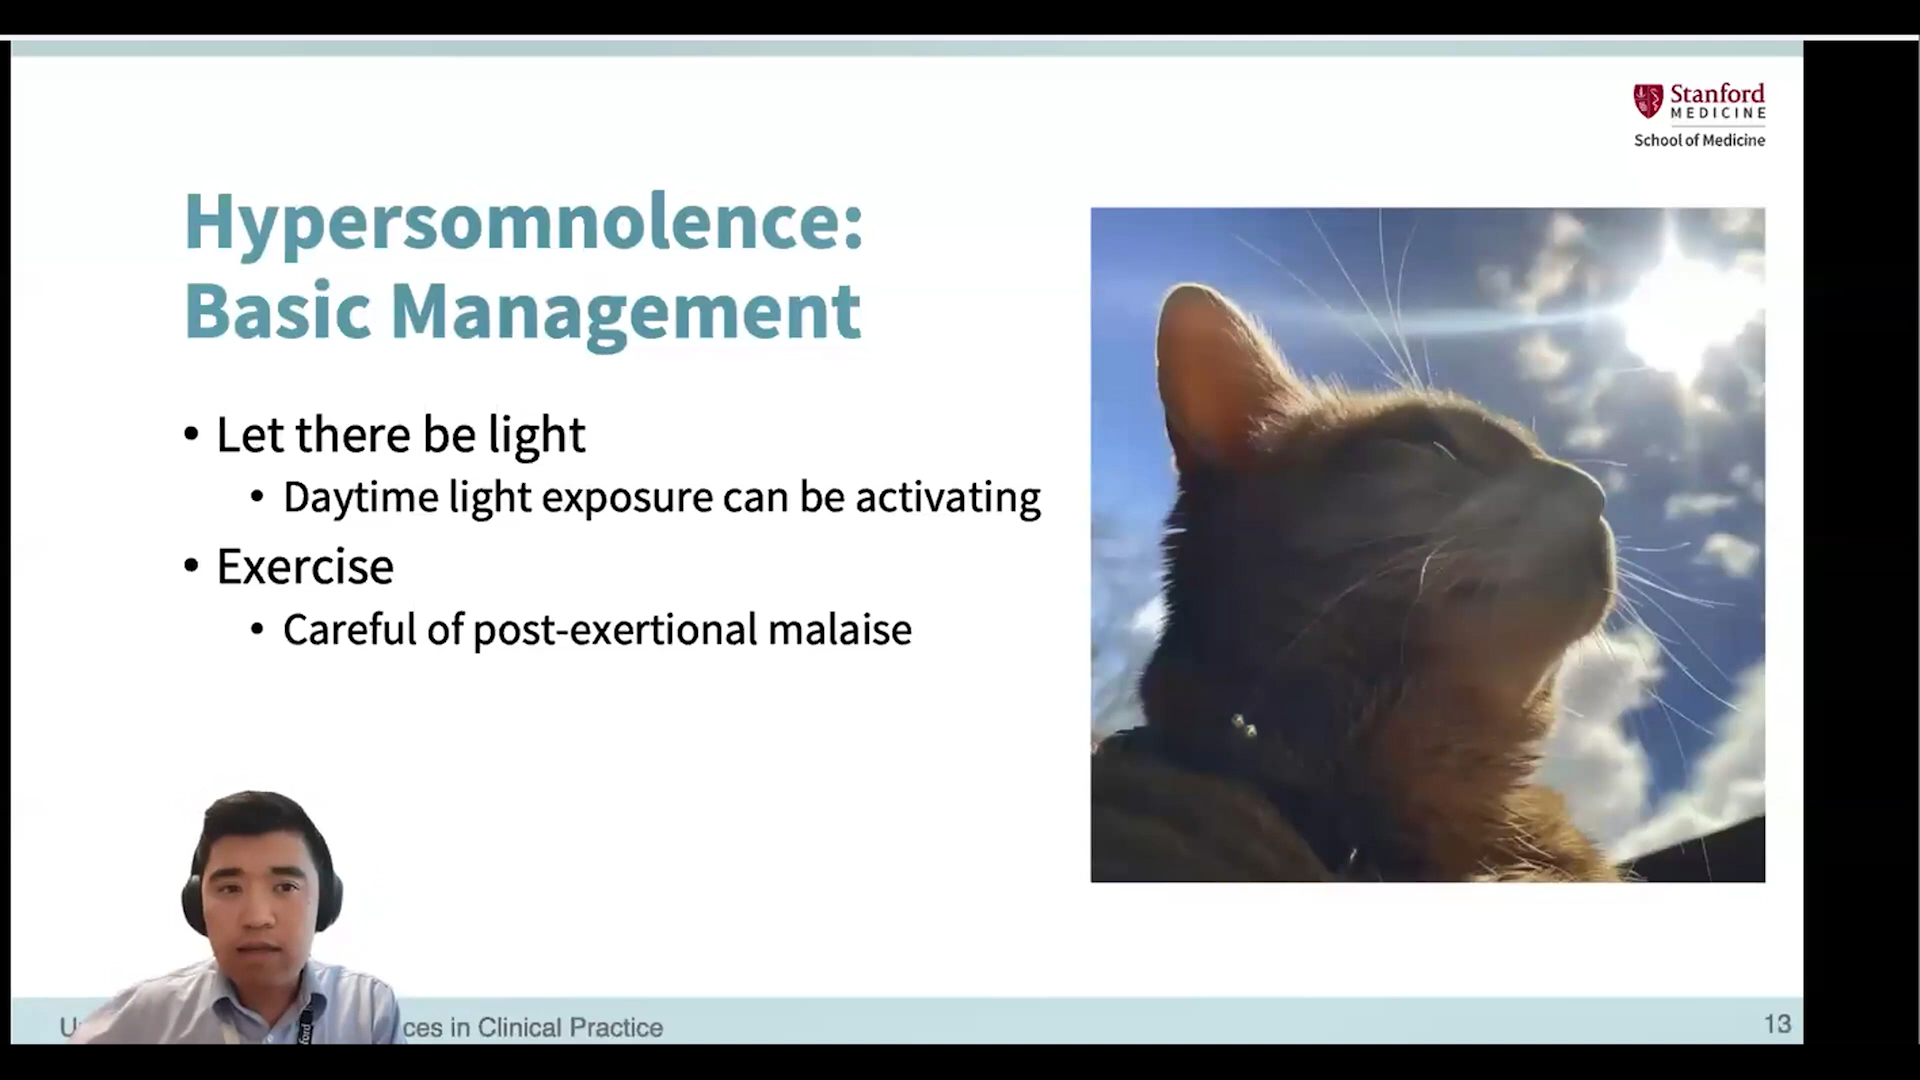 Stanford
MEDICINE
School of Medicine
Hypersomnolence:
Basic Management
• Let there be light
• Daytime light exposure can be activating
• Exercise
• Careful of post-exertional malaise
in Clinical Practice
13